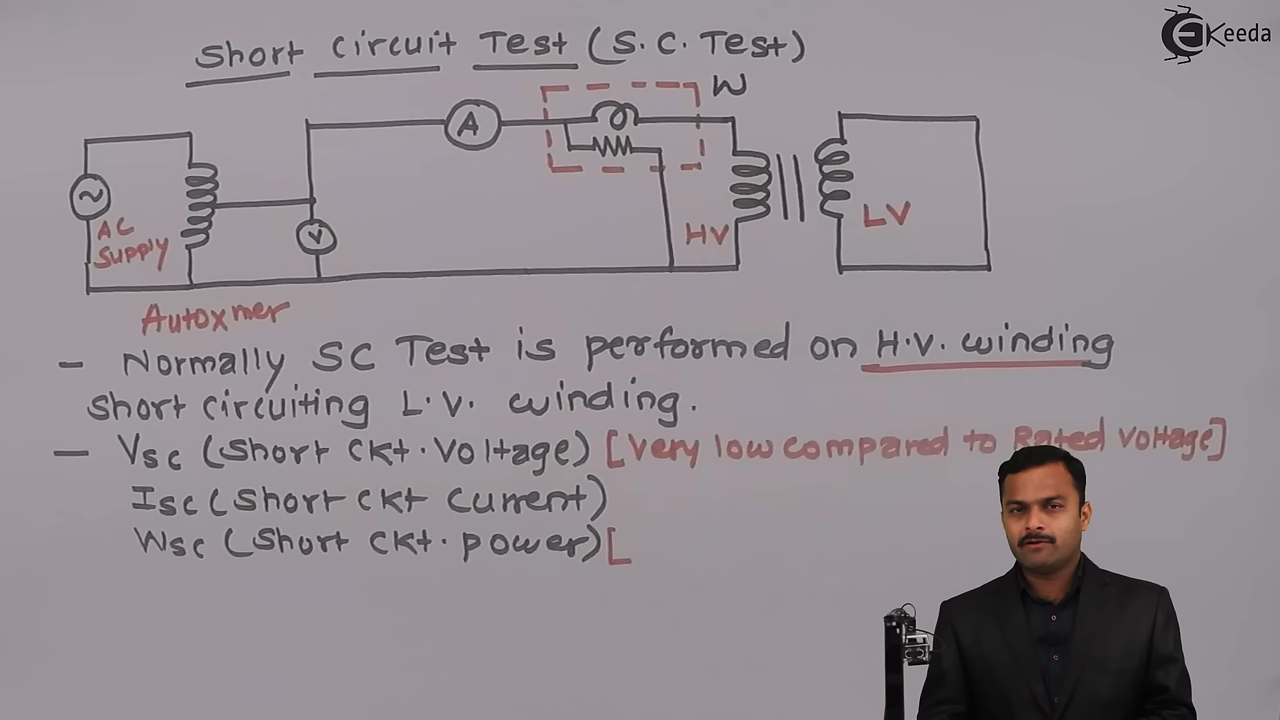 Ekeeda
Short Circuit Test (S.C. Test)
W
A
V
AC
Supply
HV
LV
Autoxmer
- Normally SC Test is performed on H.V. winding
short circuiting L.V. winding.
- Vsc (Short ckt. Voltage) [Very low compared to Rated Voltage]
Isc (Short ckt current)
Wsc (Short ckt. power) [